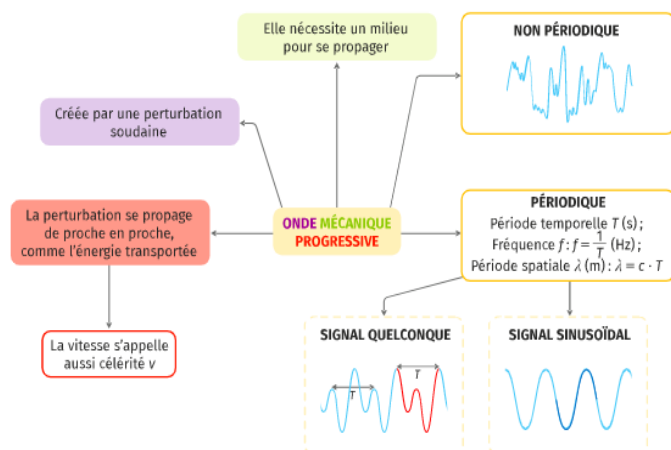 Elle nécessite un milieu
pour se propager
NON PÉRIODIQUE
Créée par une perturbation
soudaine
La perturbation se propage
de proche en proche,
comme l'énergie transportée
ONDE MÉCANIQUE
PROGRESSIVE
PÉRIODIQUE
Période temporelle T (s) ;
Fréquence f : f = 1/T (Hz) ;
Période spatiale λ (m) : λ = c · T
La vitesse s'appelle
aussi célérité v
SIGNAL QUELCONQUE
T
T
SIGNAL SINUSOÏDAL